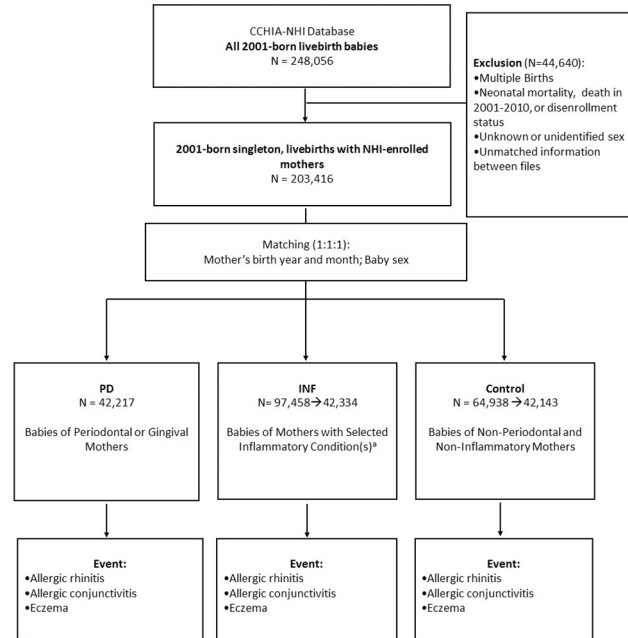 CCHIA-NHI Database
All 2001-born livebirth babies
N = 248,056
Exclusion (N=44,640):
•Multiple Births
•Neonatal mortality, death in
2001-2010, or disenrollment
status
•Unknown or unidentified sex
•Unmatched information
between files
2001-born singleton, livebirths with NHI-enrolled
mothers
N = 203,416
Matching (1:1:1):
Mother's birth year and month; Baby sex
PD
N = 42,217
Babies of Periodontal or Gingival
Mothers
INF
N= 97,458→42,334
Babies of Mothers with Selected
Inflammatory Condition(s)ᵃ
Control
N = 64,938→42,143
Babies of Non-Periodontal and
Non-Inflammatory Mothers
Event:
•Allergic rhinitis
•Allergic conjunctivitis
•Eczema
Event:
•Allergic rhinitis
•Allergic conjunctivitis
•Eczema
Event:
•Allergic rhinitis
•Allergic conjunctivitis
•Eczema